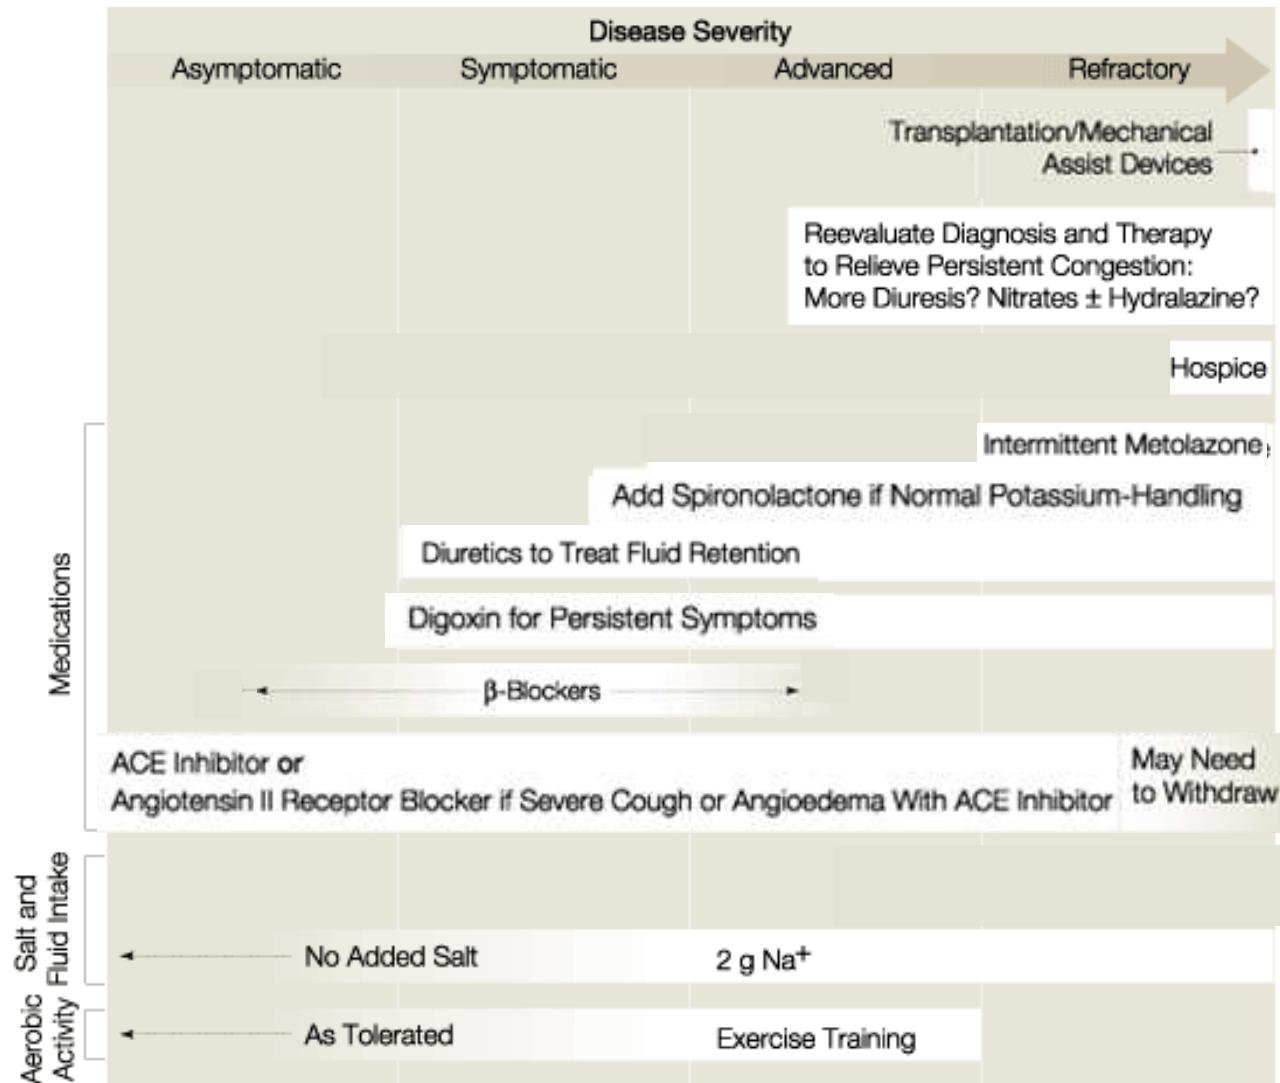 Disease Severity
Asymptomatic Symptomatic Advanced Refractory
Transplantation/Mechanical
Assist Devices
Reevaluate Diagnosis and Therapy
to Relieve Persistent Congestion:
More Diuresis? Nitrates ± Hydralazine?
Hospice
Medications
Intermittent Metolazone
Add Spironolactone if Normal Potassium-Handling
Diuretics to Treat Fluid Retention
Digoxin for Persistent Symptoms
β-Blockers
ACE Inhibitor or
Angiotensin II Receptor Blocker if Severe Cough or Angioedema With ACE Inhibitor
May Need
to Withdraw
Salt and
Fluid Intake
No Added Salt 2 g Na⁺
Aerobic
Activity
As Tolerated Exercise Training